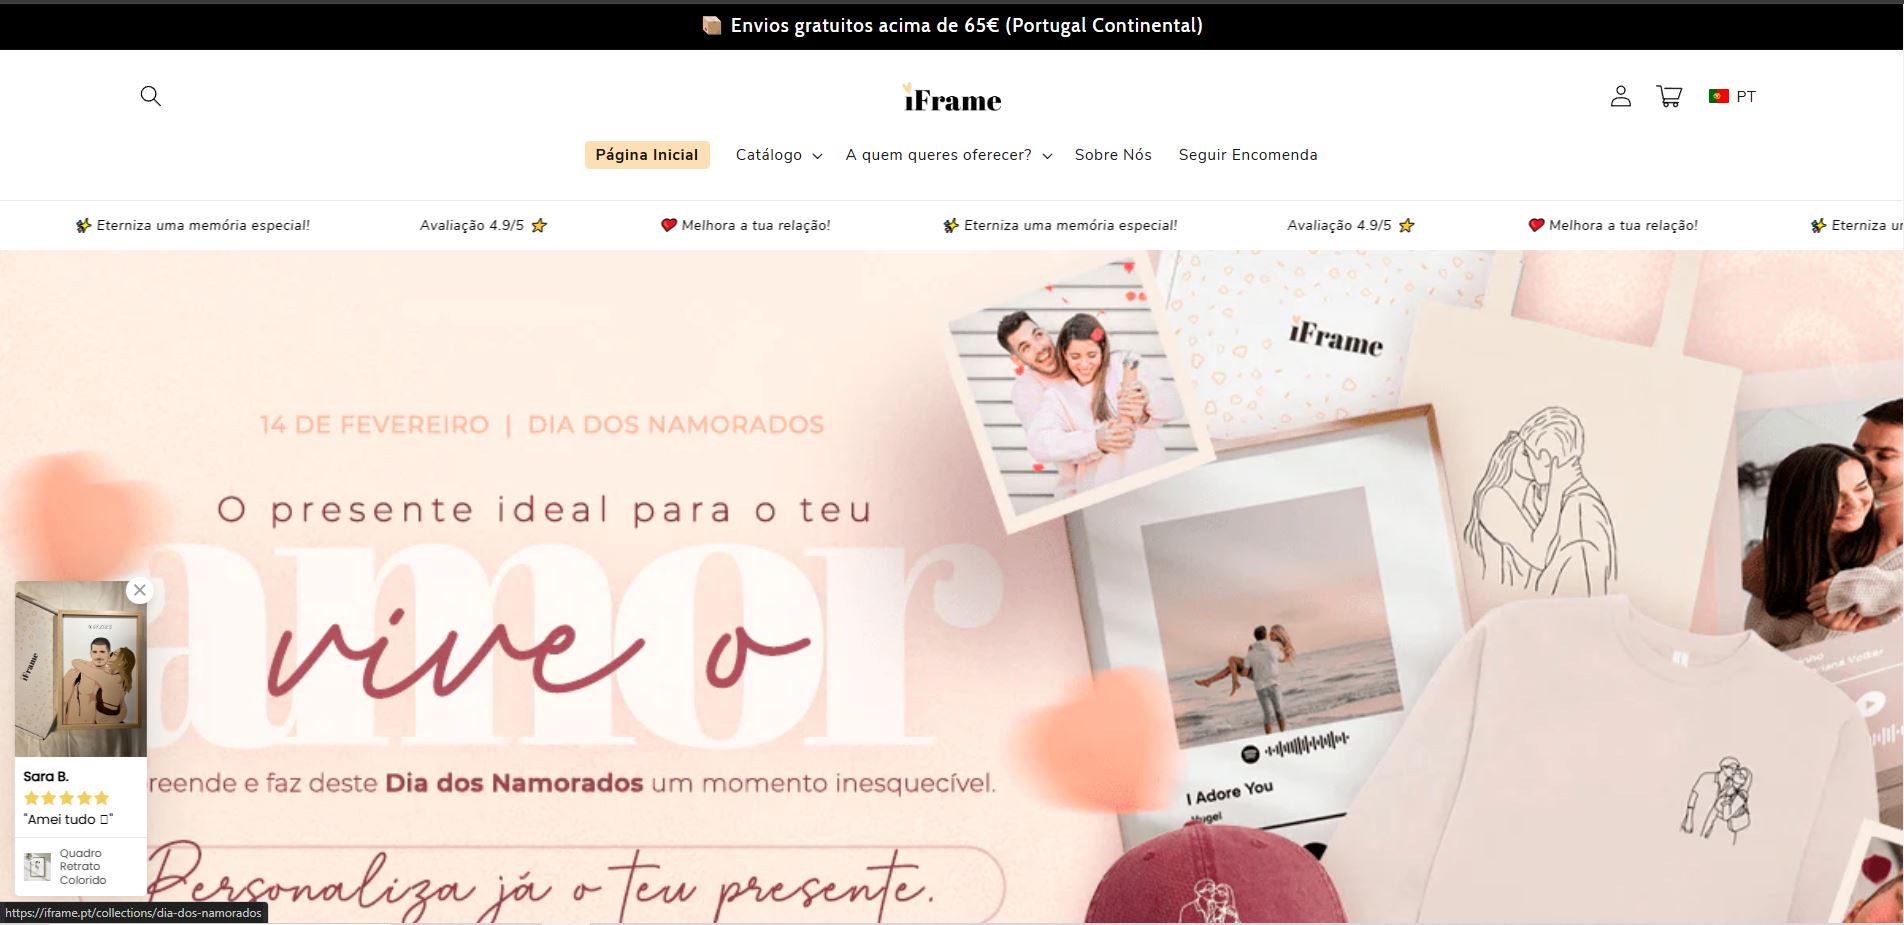 Envios gratuitos acima de 65€ (Portugal Continental)
iFrame
PT
Página Inicial
Catálogo
A quem queres oferecer?
Sobre Nós
Seguir Encomenda
Eterniza uma memória especial! Avaliação 4.9/5 Melhora a tua relação! Eterniza uma memória especial! Avaliação 4.9/5 Melhora a tua relação! Eterniza
14 DE FEVEREIRO | DIA DOS NAMORADOS
O presente ideal para o teu
amor
vive o
reende e faz deste Dia dos Namorados um momento inesquecível.
Personaliza já o teu presente.
iFrame
I Adore You
Vugel
iFrame
Sara B.
"Amei tudo"
Quadro
Retrato
Colorido
https://iframe.pt/collections/dia-dos-namorados